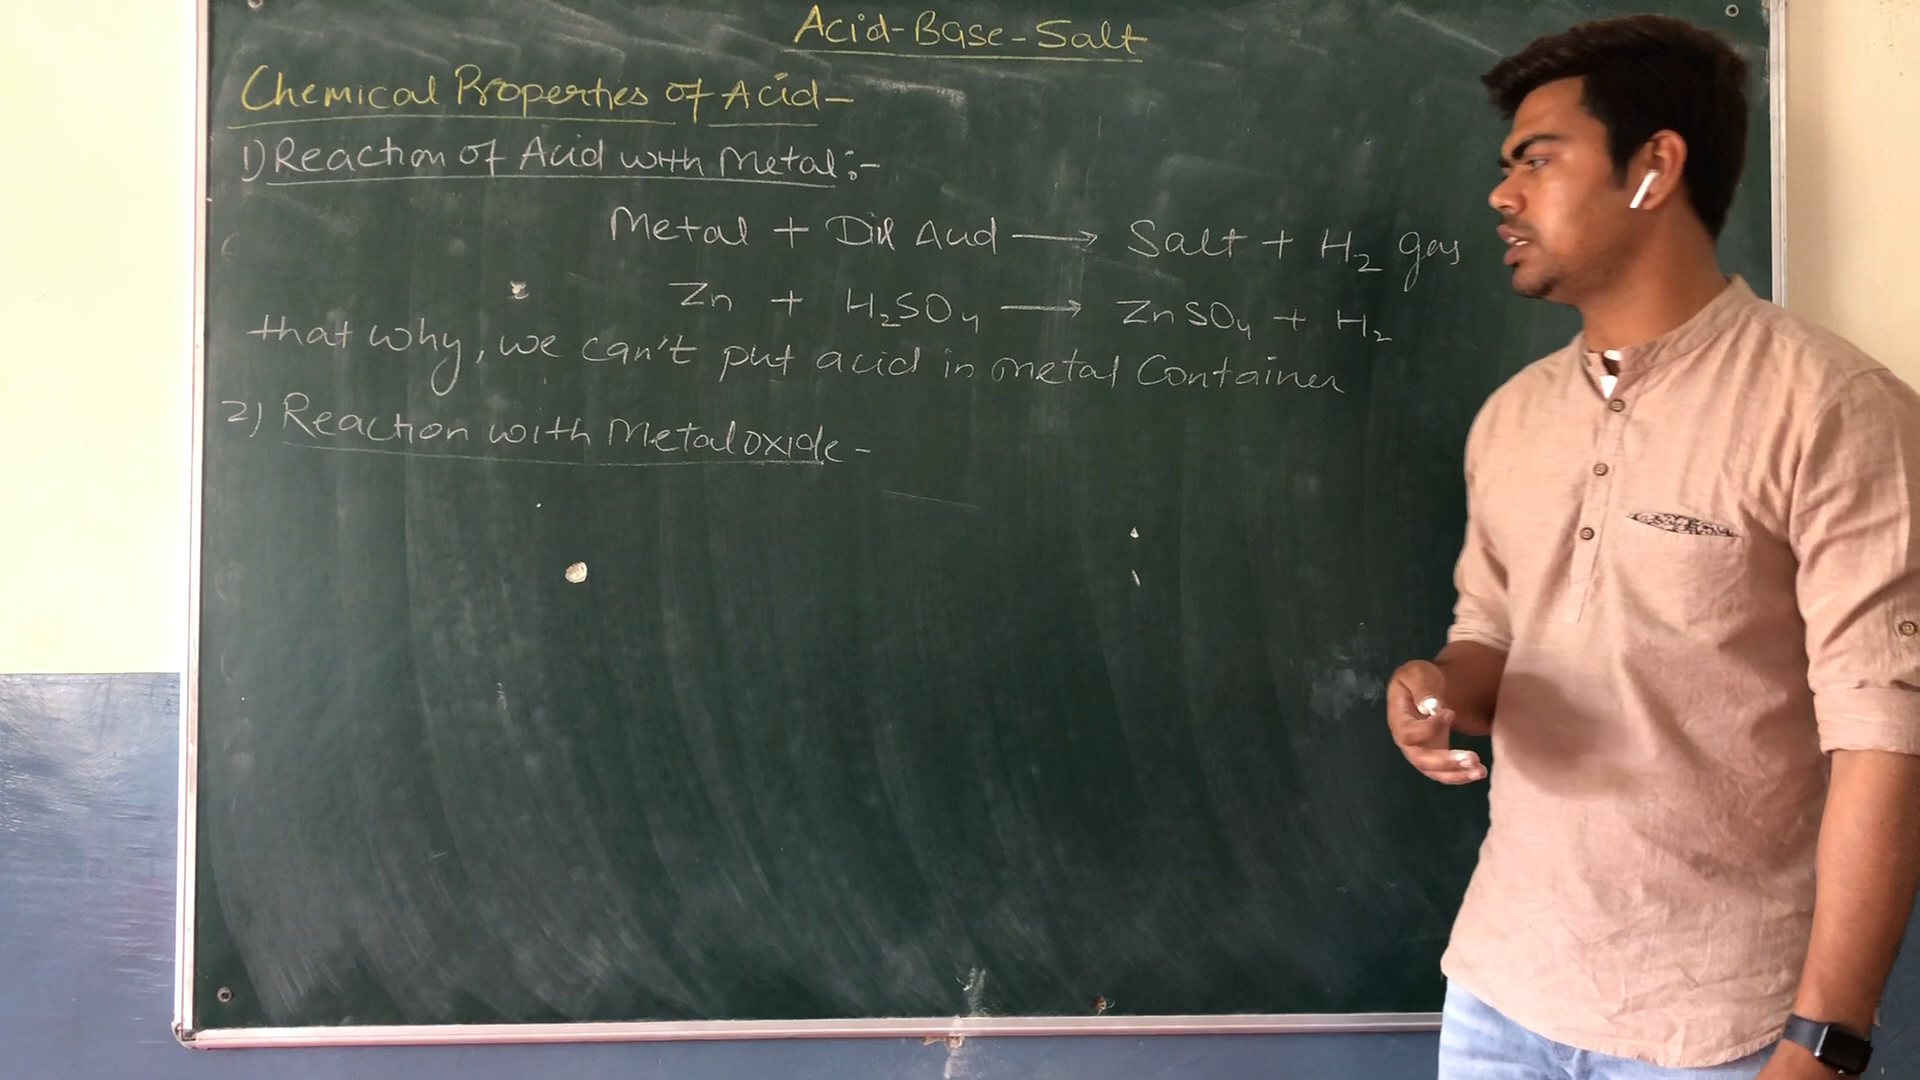 Acid-Base-Salt
Chemical Properties of Acid-
1) Reaction of Acid with Metal:-
Metal + Dil Acid → Salt + H₂ gas
Zn + H₂SO₄ → ZnSO₄ + H₂
that why, we can't put acid in metal Container
2) Reaction with Metaloxide-